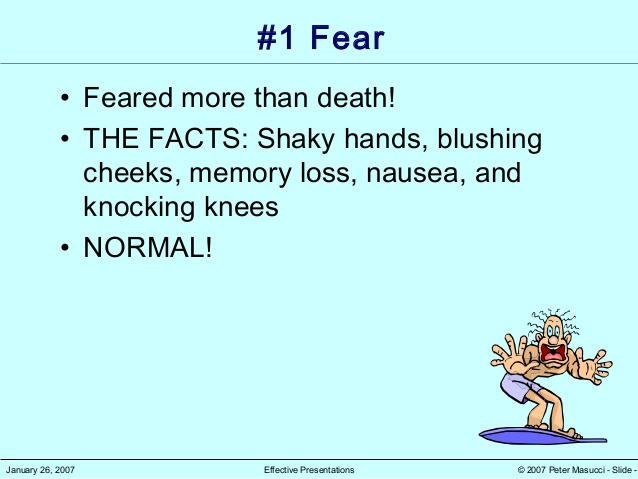 #1 Fear
• Feared more than death!
• THE FACTS: Shaky hands, blushing
cheeks, memory loss, nausea, and
knocking knees
• NORMAL!
January 26, 2007 Effective Presentations © 2007 Peter Masucci - Slide -